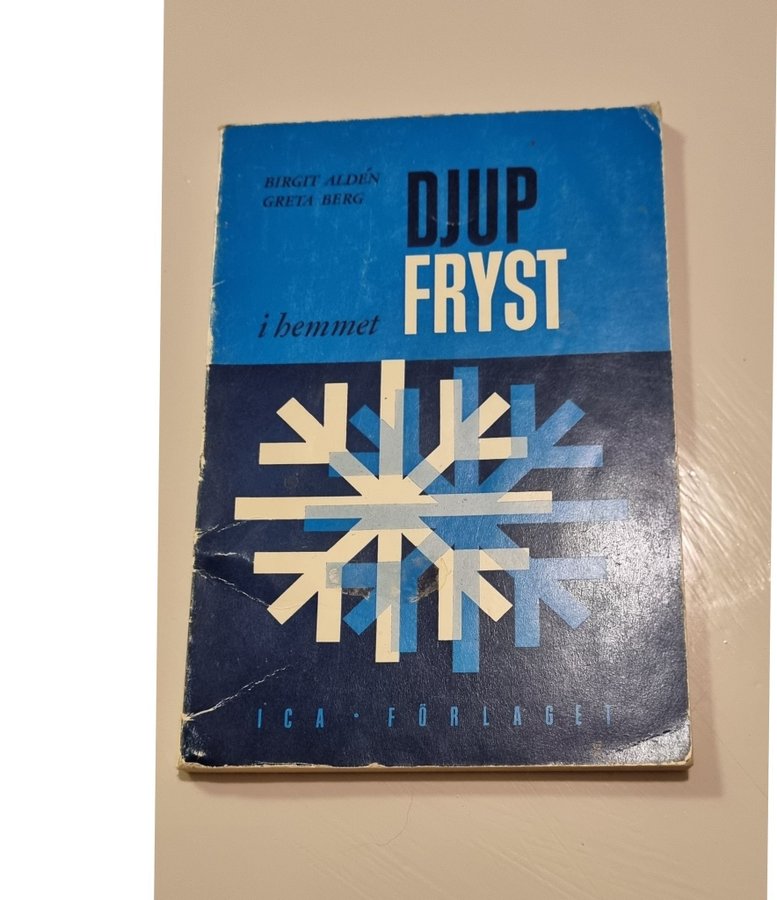 BIRGIT ALDÉN
GRETA BERG
DJUP
FRYST
i hemmet
ICA • FÖRLAGET